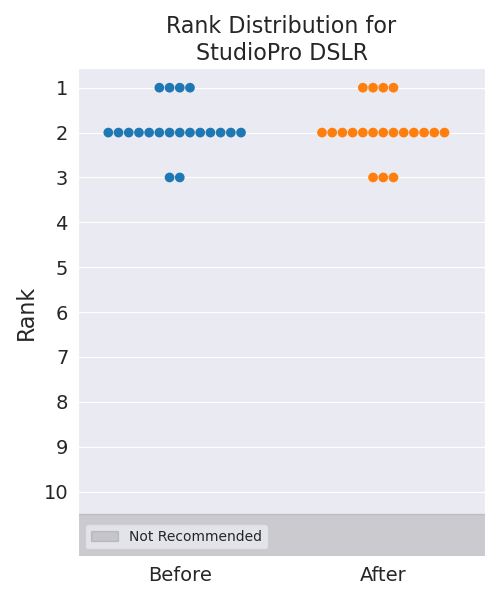 Rank Distribution for
StudioPro DSLR
1
2
3
4
5
6
7
8
9
10
Rank
Not Recommended
Before
After